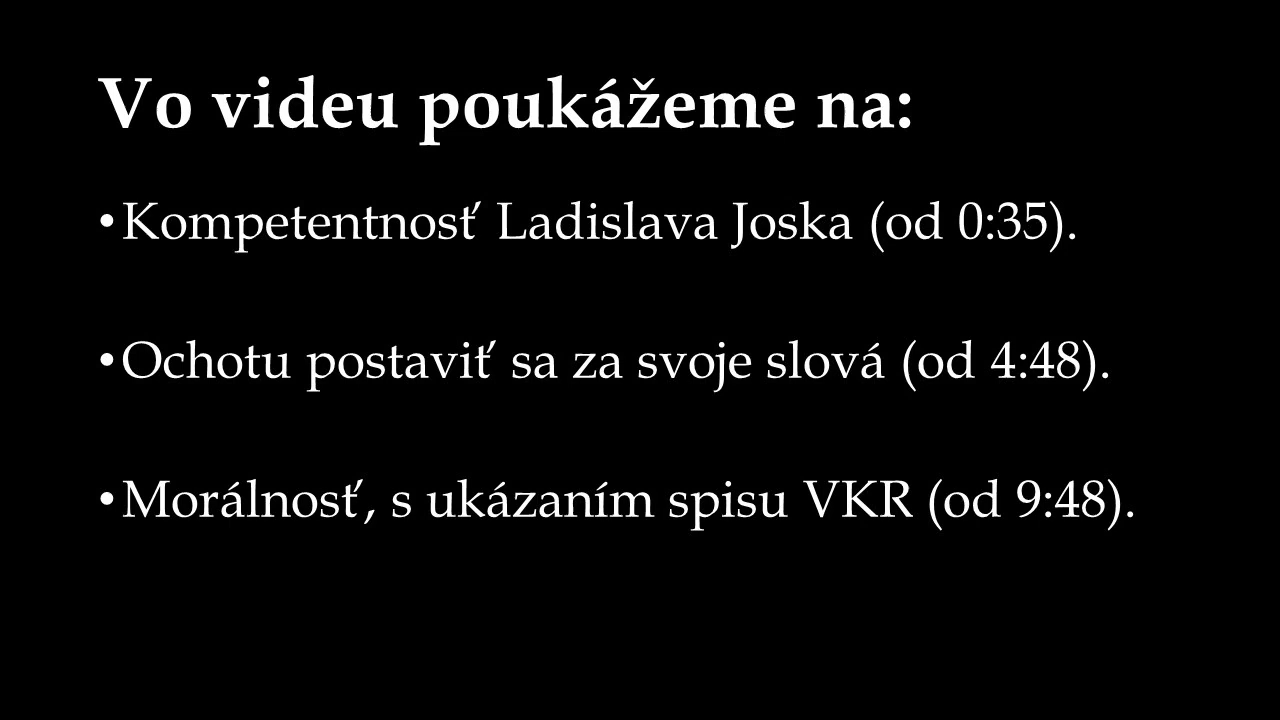 Vo videu poukážeme na:
•Kompetentnosť Ladislava Joska (od 0:35).
•Ochotu postaviť sa za svoje slová (od 4:48).
•Morálnosť, s ukázaním spisu VKR (od 9:48).